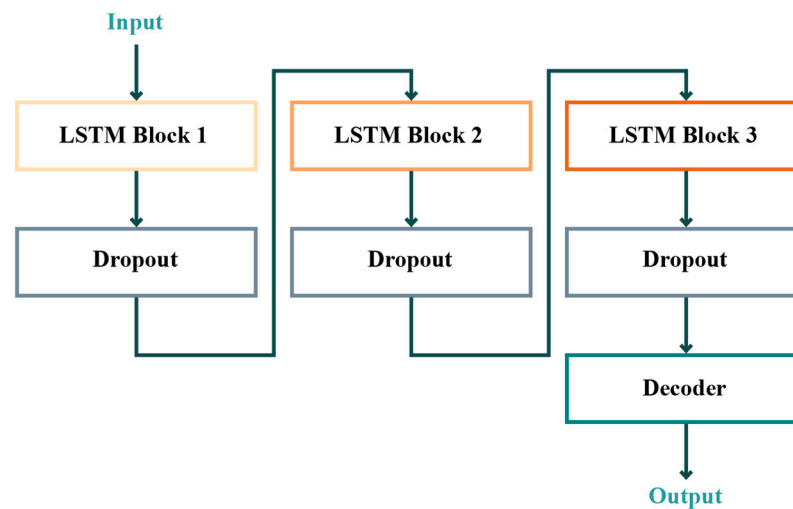 Input
LSTM Block 1
Dropout
LSTM Block 2
Dropout
LSTM Block 3
Dropout
Decoder
Output